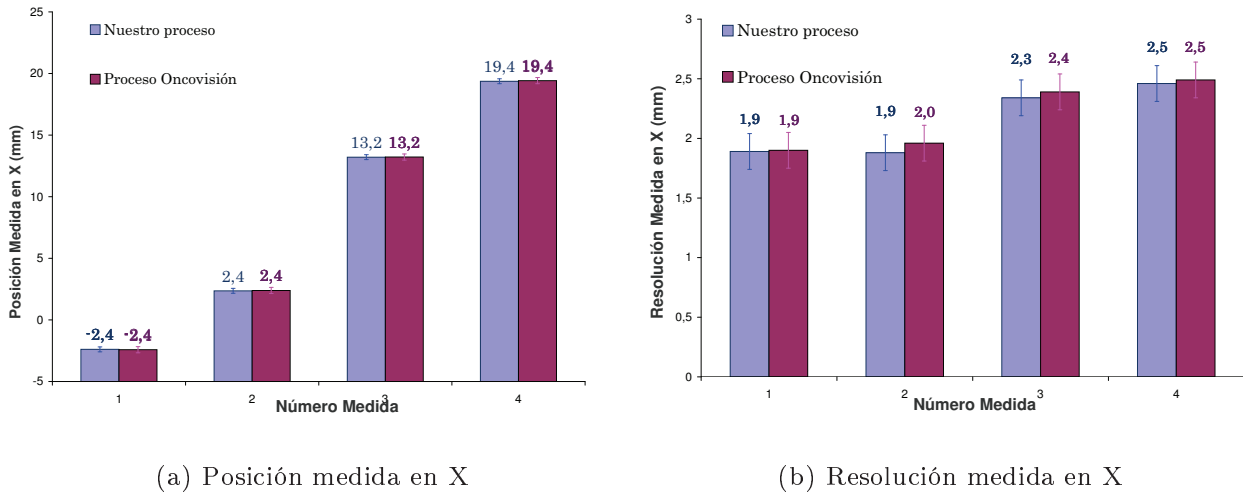 25
20
15
10
5
0
-5
Posición Medida en X (mm)
Nuestro proceso
Proceso Oncovisión
-2,4 -2,4
2,4 2,4
13,2 13,2
19,4 19,4
1 2 3 4
Número Medida
(a) Posición medida en X
3
2,5
2
1,5
1
0,5
0
Resolución Medida en X (mm)
Nuestro proceso
Proceso Oncovisión
1,9 1,9
1,9 2,0
2,3 2,4
2,5 2,5
1 2 3 4
Número Medida
(b) Resolución medida en X